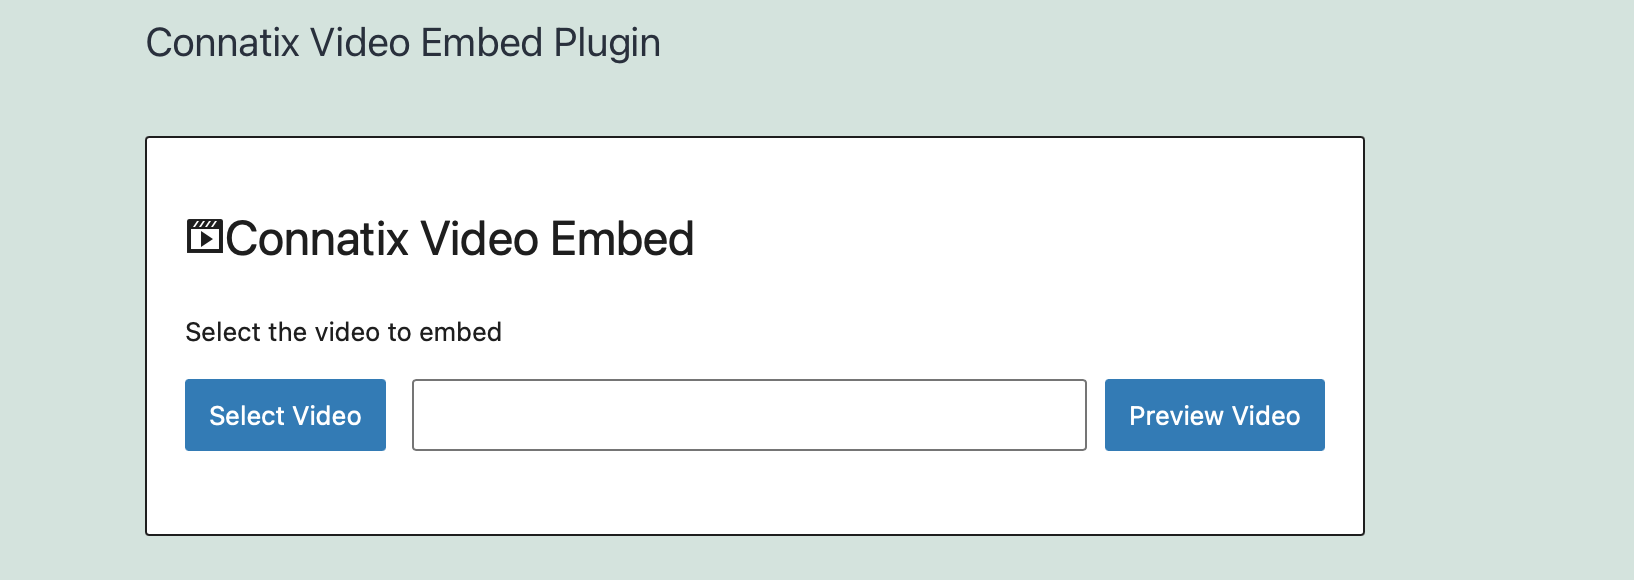 Connatix Video Embed Plugin
Connatix Video Embed
Select the video to embed
Select Video
Preview Video